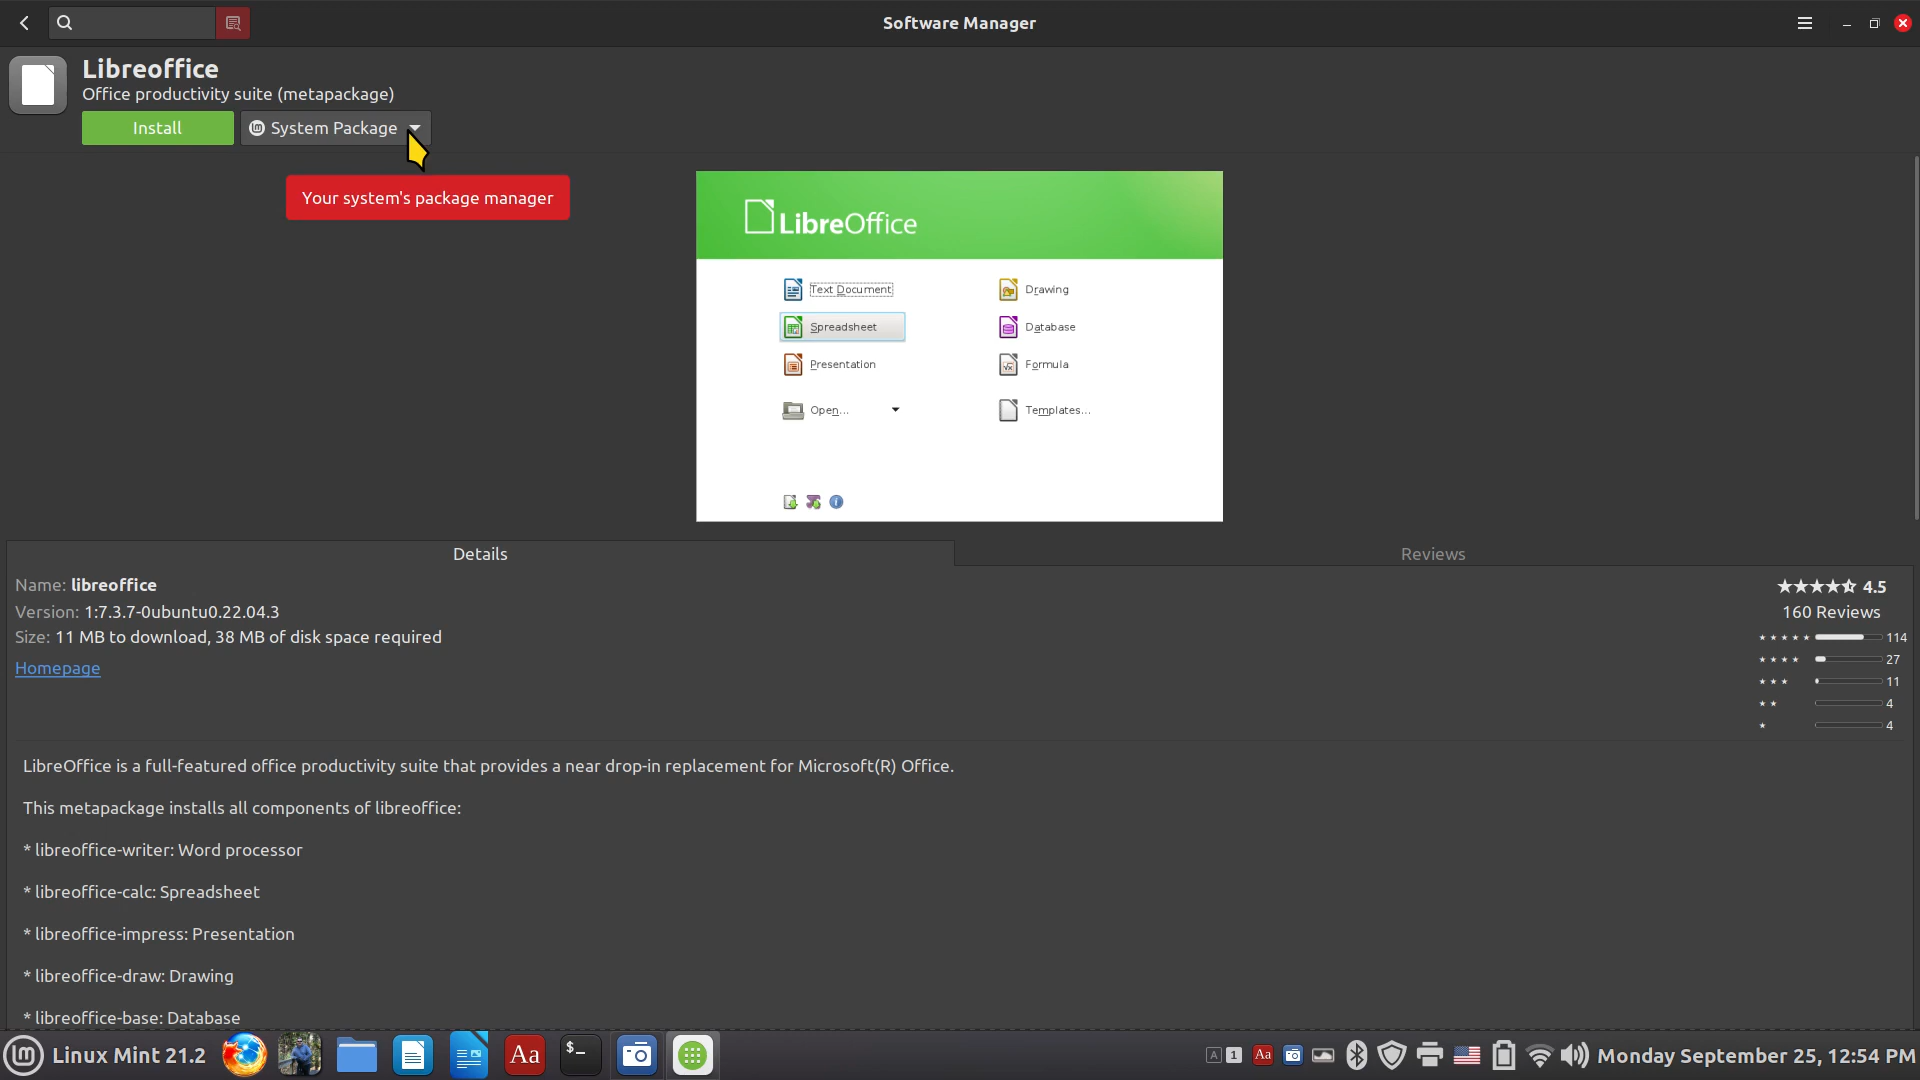 Software Manager
Libreoffice
Office productivity suite (metapackage)
Install
System Package
Your system's package manager
LibreOffice
Text Document
Drawing
Spreadsheet
Database
Presentation
Formula
Open...
Templates...
Details
Reviews
Name: libreoffice
Version: 1:7.3.7-0ubuntu0.22.04.3
Size: 11 MB to download, 38 MB of disk space required
Homepage
★★★★⯪ 4.5
160 Reviews
★★★★★ 114
★★★★ 27
★★★ 11
★★ 4
★ 4
LibreOffice is a full-featured office productivity suite that provides a near drop-in replacement for Microsoft(R) Office.
This metapackage installs all components of libreoffice:
* libreoffice-writer: Word processor
* libreoffice-calc: Spreadsheet
* libreoffice-impress: Presentation
* libreoffice-draw: Drawing
* libreoffice-base: Database
Linux Mint 21.2
Aa
$_
A 1
Aa
Monday September 25, 12:54 PM